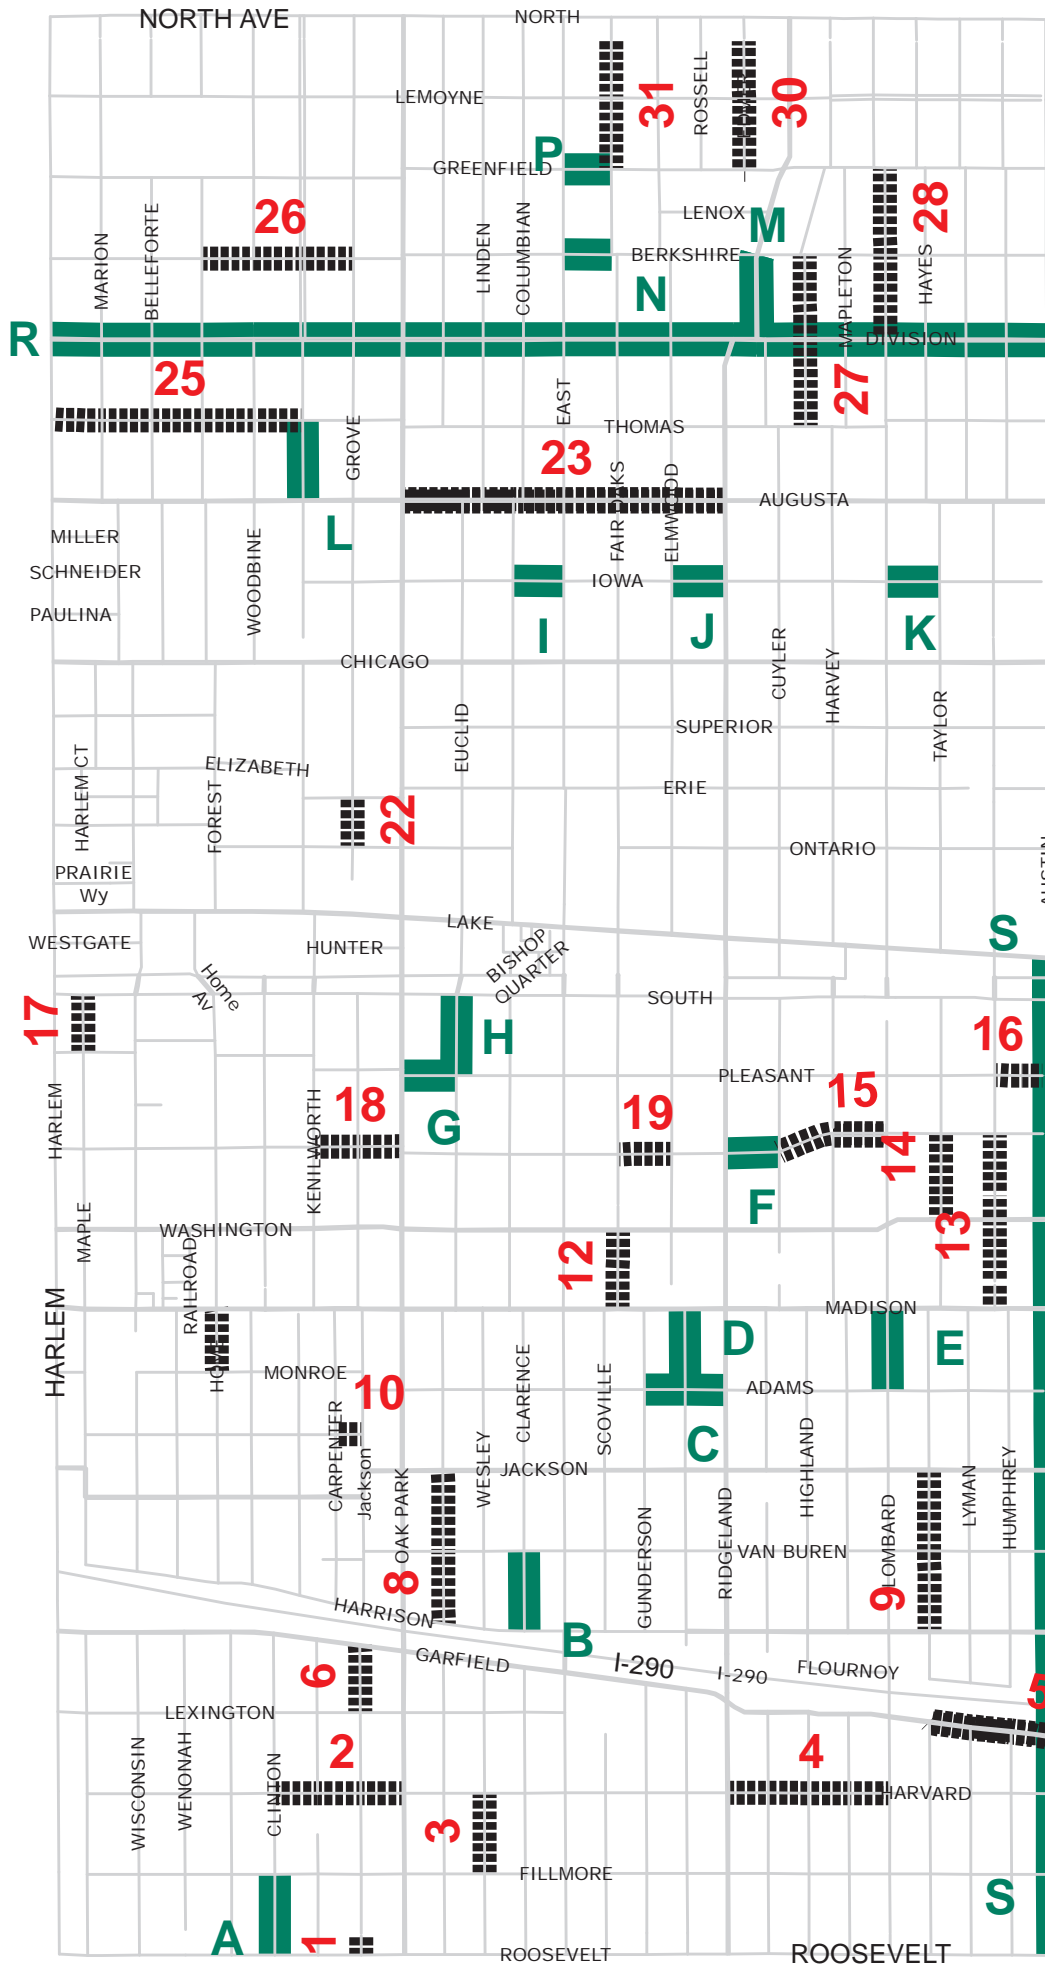 NORTH AVE
NORTH
LEMOYNE
31
ROSSELL
30
P
GREENFIELD
26
LENOX
M
28
MARION
BELLEFORTE
LINDEN
COLUMBIAN
BERKSHIRE
N
MAPLETON
HAYES
R
DIVISION
25
27
GROVE
EAST
THOMAS
23
FAIR OAKS
ELMWOOD
AUGUSTA
L
MILLER
SCHNEIDER
PAULINA
WOODBINE
IOWA
I
J
K
CHICAGO
CUYLER
HARVEY
EUCLID
SUPERIOR
TAYLOR
HARLEM CT
ELIZABETH
FOREST
ERIE
22
ONTARIO
PRAIRIE
Wy
AUSTIN
LAKE
S
WESTGATE
HUNTER
BISHOP
QUARTER
Home
Av
SOUTH
17
H
16
PLEASANT
HARLEM
KENILWORTH
18
G
19
15
14
F
MAPLE
WASHINGTON
12
13
RAILROAD
MADISON
HARLEM
HOME
D
E
MONROE
10
CLARENCE
SCOVILLE
ADAMS
C
CARPENTER
Jackson
OAK PARK
WESLEY
JACKSON
HIGHLAND
LYMAN
HUMPHREY
GUNDERSON
RIDGELAND
VAN BUREN
LOMBARD
8
9
HARRISON
B
GARFIELD
I-290
I-290
FLOURNOY
6
5
LEXINGTON
2
4
WISCONSIN
WENONAH
CLINTON
HARVARD
3
FILLMORE
S
A
1
ROOSEVELT
ROOSEVELT